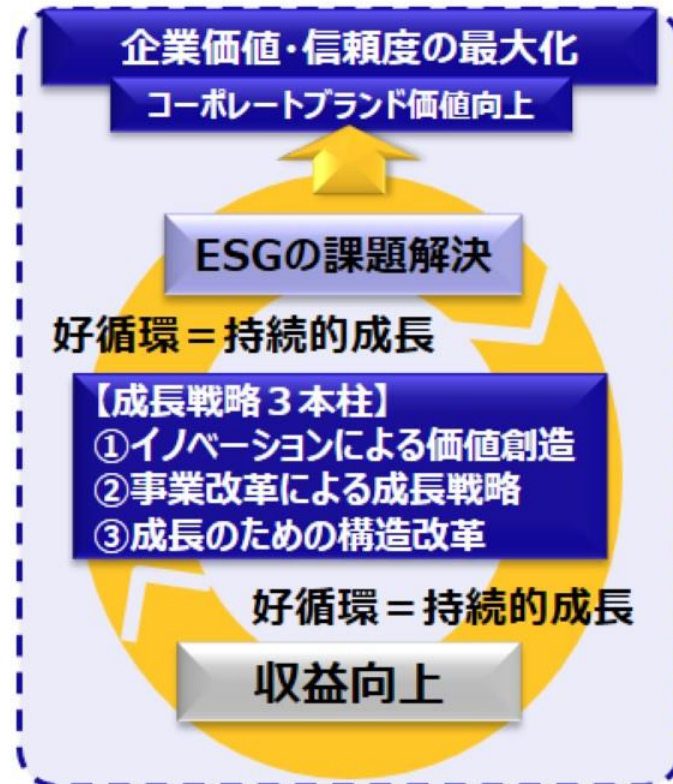 企業価値・信頼度の最大化
コーポレートブランド価値向上
ESGの課題解決
好循環＝持続的成長
【成長戦略３本柱】
①イノベーションによる価値創造
②事業改革による成長戦略
③成長のための構造改革
好循環＝持続的成長
収益向上